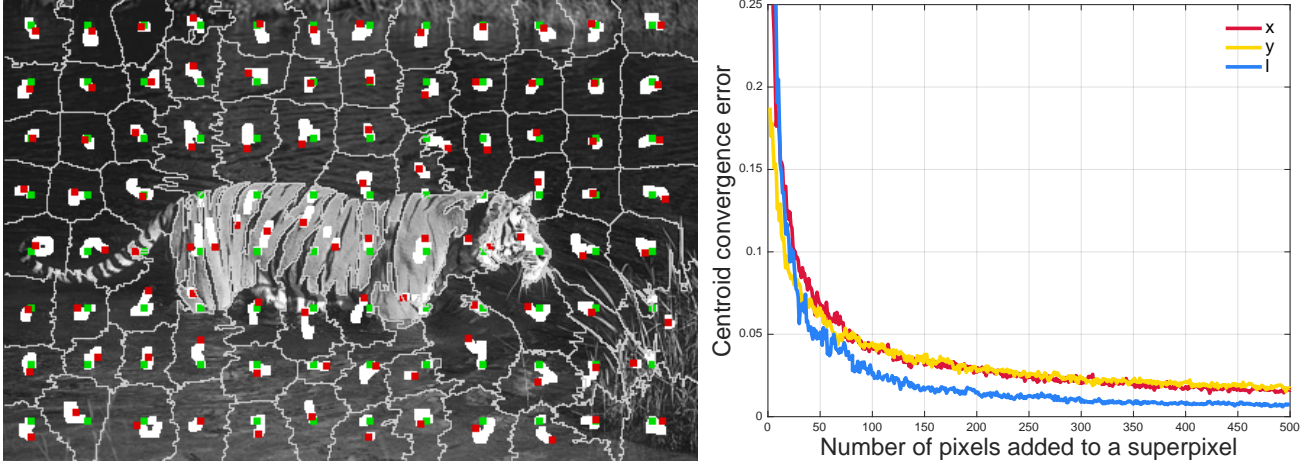 0.25
x
y
l
0.2
0.15
0.1
0.05
0
Centroid convergence error
0 50 100 150 200 250 300 350 400 450 500
Number of pixels added to a superpixel